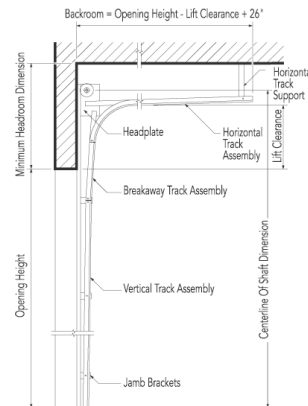 Backroom = Opening Height - Lift Clearance + 26"
Horizontal
Track
Support
Headplate
Horizontal
Track
Assembly
Minimum Headroom Dimension
Lift Clearance
Breakaway Track Assembly
Centerline Of Shaft Dimension
Opening Height
Vertical Track Assembly
Jamb Brackets